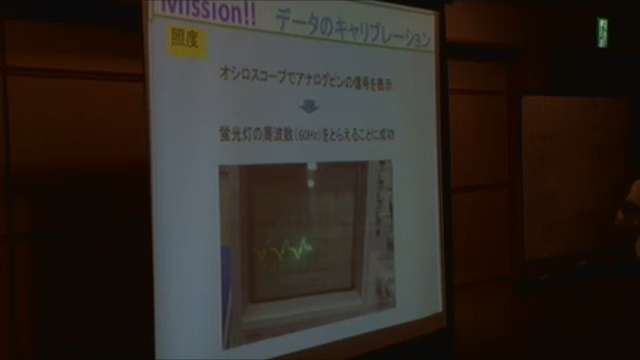 Mission!!
データのキャリブレーション
照度
オシロスコープでアナログピンの信号を表示
蛍光灯の周波数(60Hz)をとらえることに成功